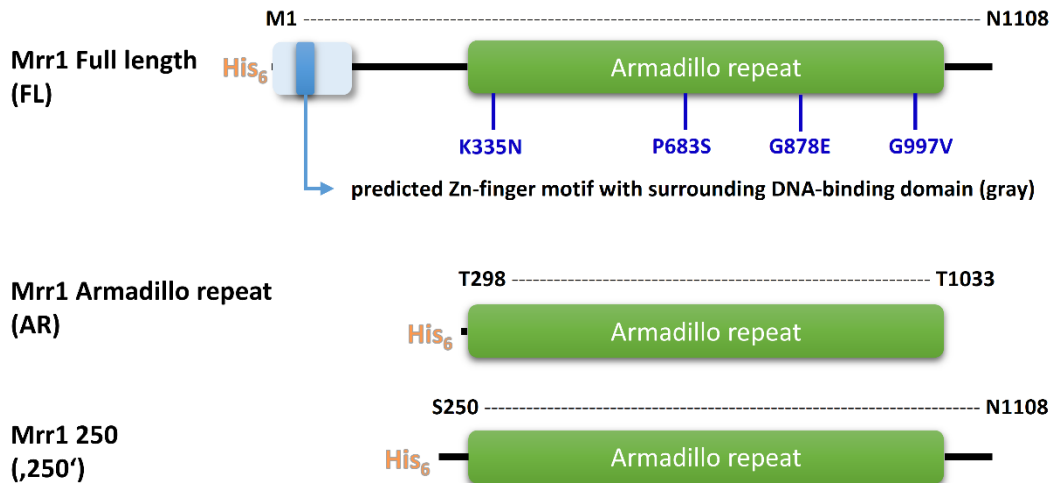 M1 ---------- N1108
Mrr1 Full length
(FL)
His6
Armadillo repeat
K335N P683S G878E G997V
predicted Zn-finger motif with surrounding DNA-binding domain (gray)
T298 ---------- T1033
Mrr1 Armadillo repeat
(AR)
His6
Armadillo repeat
S250 ---------- N1108
Mrr1 250
(‚250‘)
His6
Armadillo repeat